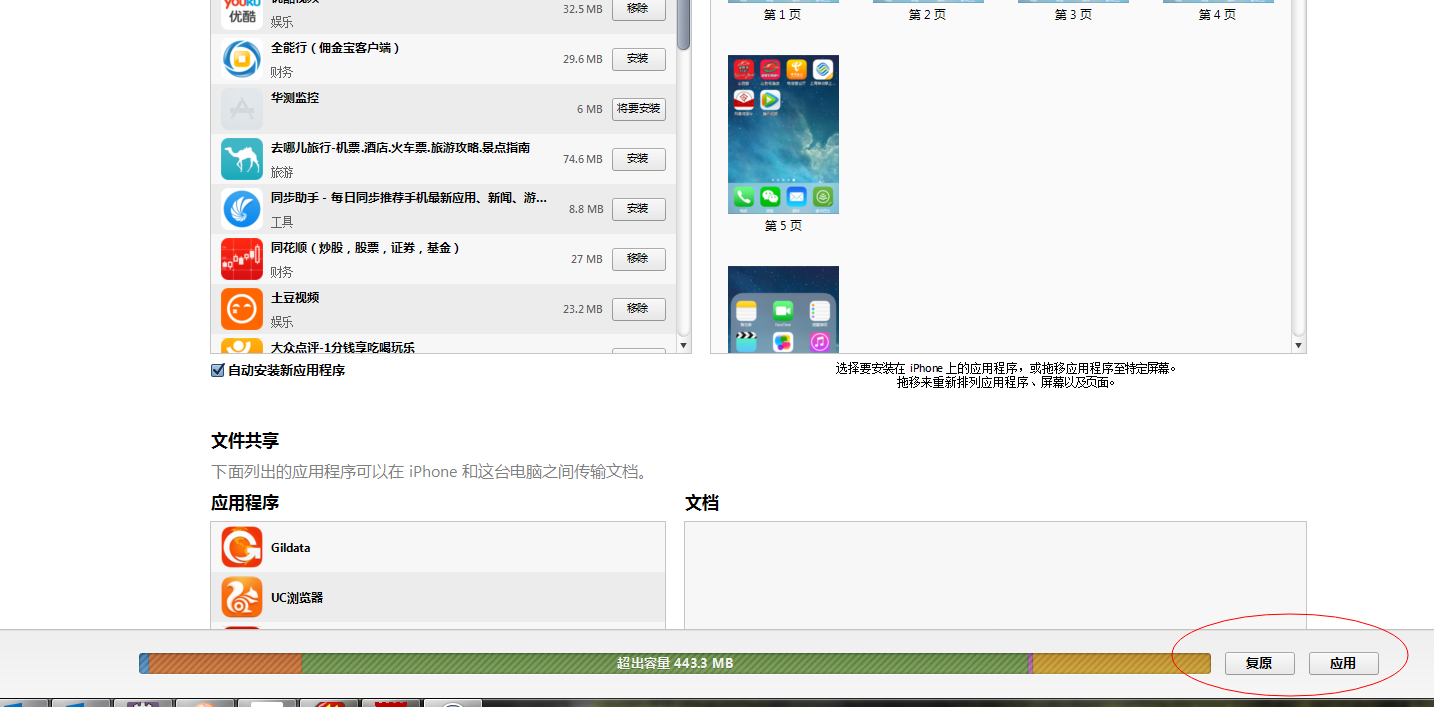 优酷
娱乐
32.5 MB
移除
全能行（佣金宝客户端）
财务
29.6 MB
安装
华测监控
6 MB
将要安装
去哪儿旅行-机票.酒店.火车票.旅游攻略.景点指南
旅游
74.6 MB
安装
同步助手 - 每日同步推荐手机最新应用、新闻、游...
工具
8.8 MB
安装
同花顺（炒股，股票，证券，基金）
财务
27 MB
移除
土豆视频
娱乐
23.2 MB
移除
大众点评-1分钱享吃喝玩乐
自动安装新应用程序
第 1 页
第 2 页
第 3 页
第 4 页
第 5 页
选择要安装在 iPhone 上的应用程序，或拖移应用程序至特定屏幕。
拖移来重新排列应用程序、屏幕以及页面。
文件共享
下面列出的应用程序可以在 iPhone 和这台电脑之间传输文档。
应用程序
文档
Gildata
UC浏览器
超出容量 443.3 MB
复原
应用